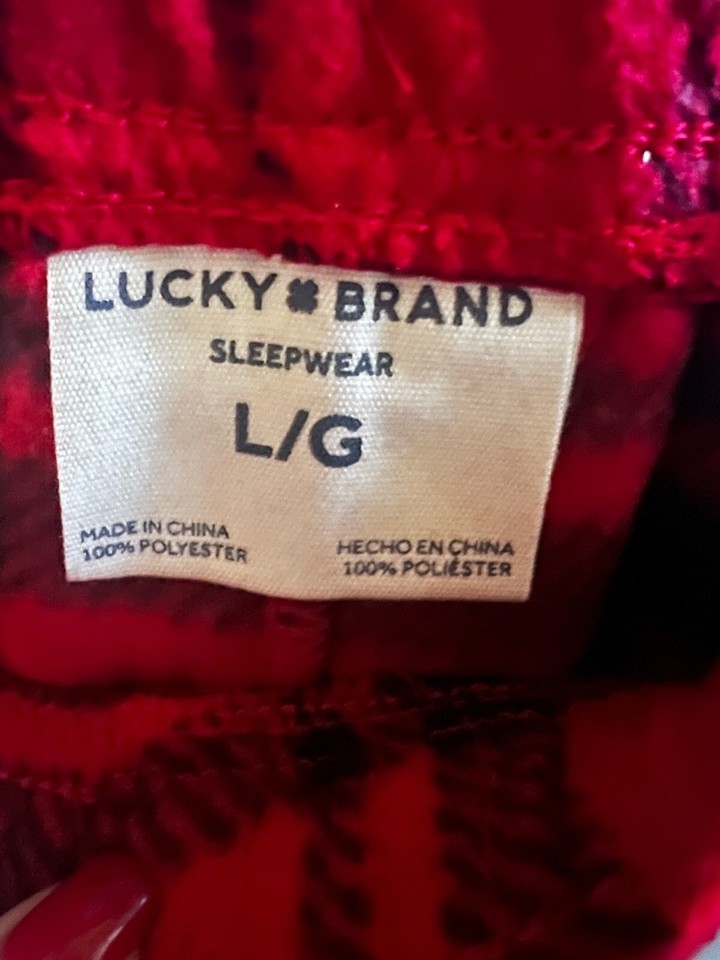 LUCKY BRAND
SLEEPWEAR
L/G
MADE IN CHINA
100% POLYESTER
HECHO EN CHINA
100% POLIÉSTER